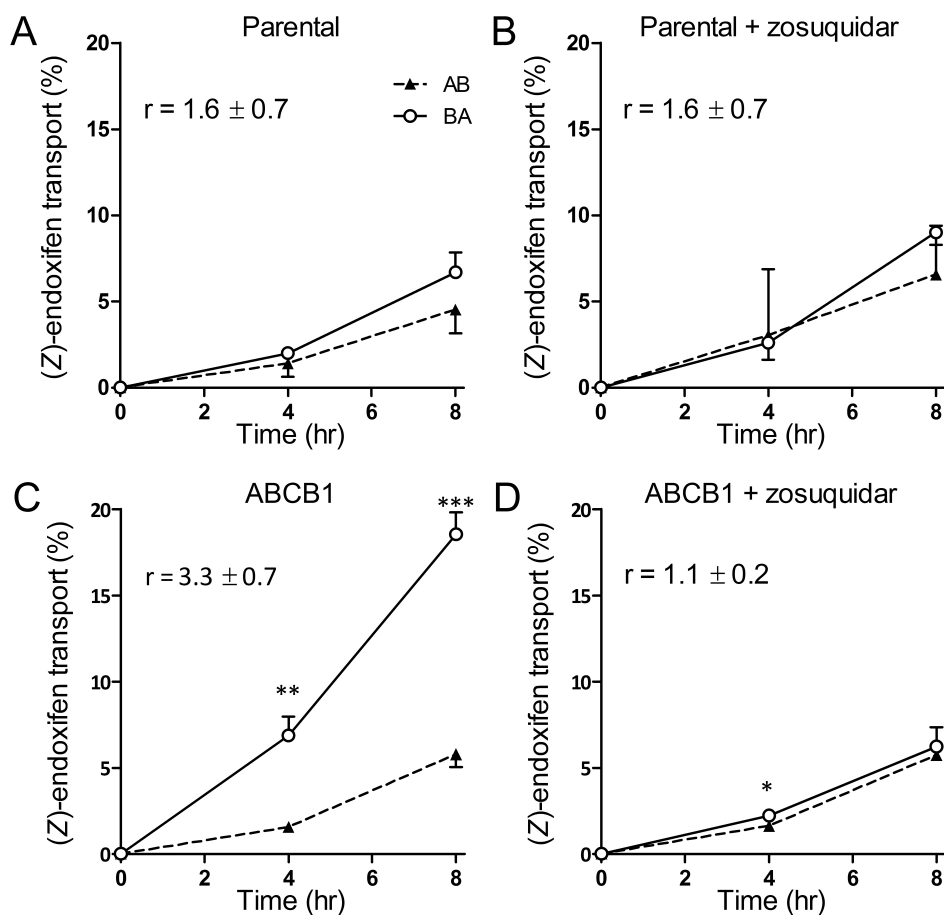 A
Parental
(Z)-endoxifen transport (%)
20
15
10
5
0
r = 1.6 ± 0.7
AB
BA
0 2 4 6 8
Time (hr)
B
Parental + zosuquidar
(Z)-endoxifen transport (%)
20
15
10
5
0
r = 1.6 ± 0.7
0 2 4 6 8
Time (hr)
C
ABCB1
(Z)-endoxifen transport (%)
20
15
10
5
0
r = 3.3 ± 0.7
**
***
0 2 4 6 8
Time (hr)
D
ABCB1 + zosuquidar
(Z)-endoxifen transport (%)
20
15
10
5
0
r = 1.1 ± 0.2
*
0 2 4 6 8
Time (hr)